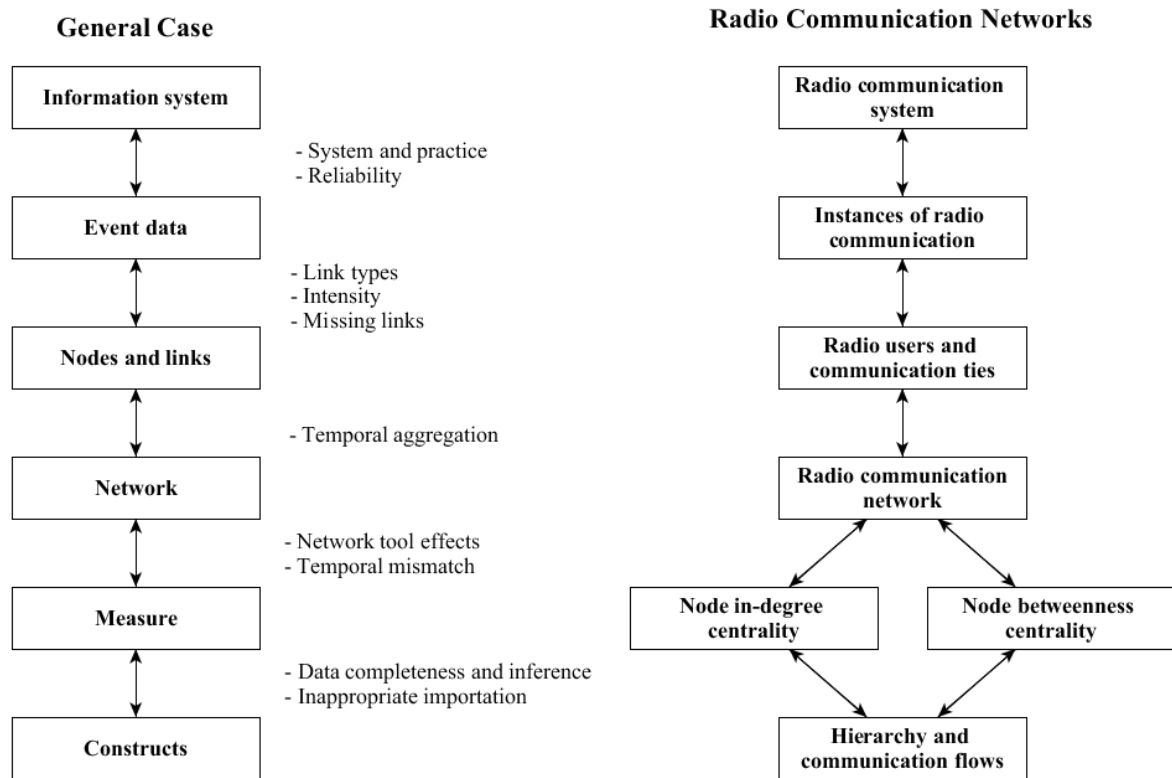 General Case
Information system
- System and practice
- Reliability
Event data
- Link types
- Intensity
- Missing links
Nodes and links
- Temporal aggregation
Network
- Network tool effects
- Temporal mismatch
Measure
- Data completeness and inference
- Inappropriate importation
Constructs
Radio Communication Networks
Radio communication
system
Instances of radio
communication
Radio users and
communication ties
Radio communication
network
Node in-degree
centrality
Node betweenness
centrality
Hierarchy and
communication flows